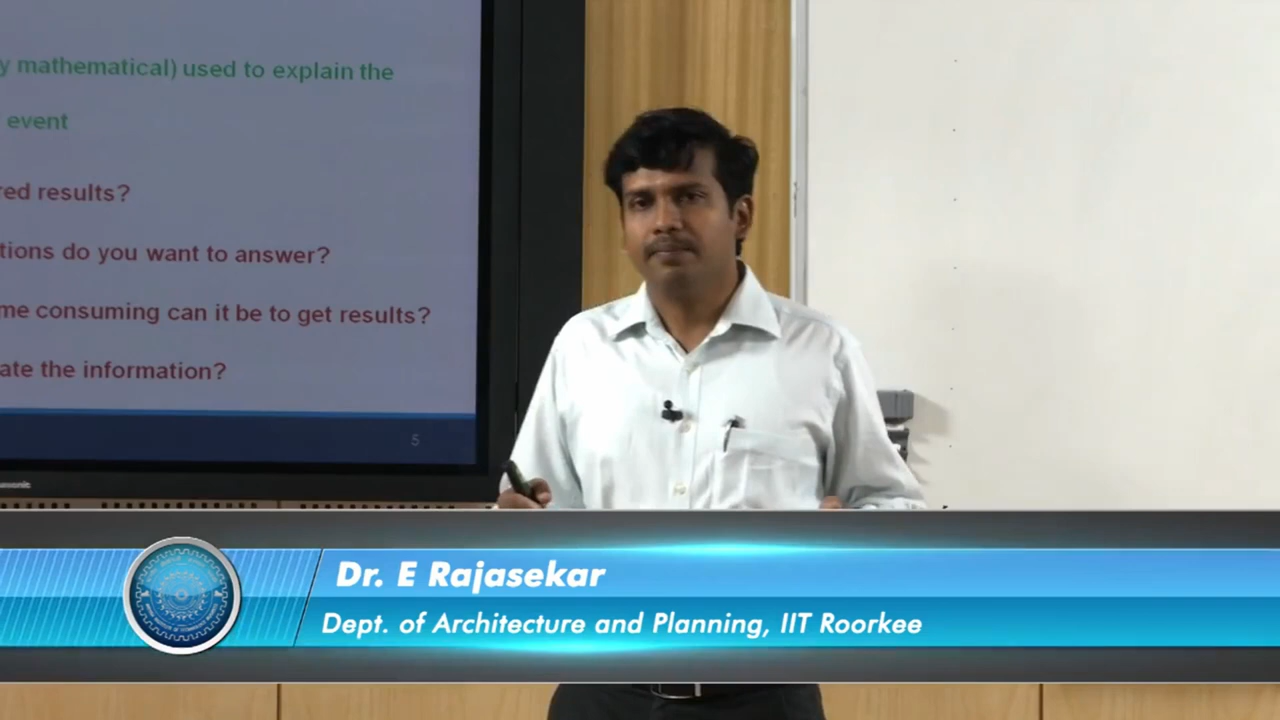 y mathematical) used to explain the
event
red results?
tions do you want to answer?
me consuming can it be to get results?
ate the information?
5
Dr. E Rajasekar
Dept. of Architecture and Planning, IIT Roorkee